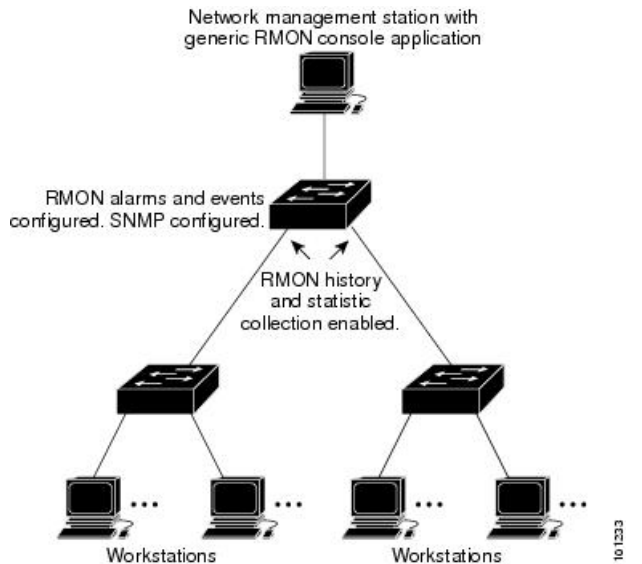 Network management station with
generic RMON console application
RMON alarms and events
configured. SNMP configured.
RMON history
and statistic
collection enabled.
Workstations
Workstations
101233